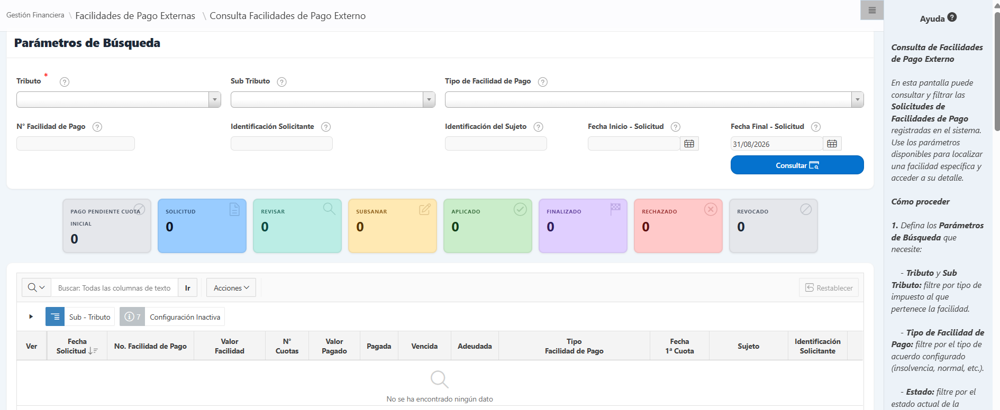 Gestión Financiera \ Facilidades de Pago Externas \ Consulta Facilidades de Pago Externo
Parámetros de Búsqueda
Tributo * ?
Sub Tributo ?
Tipo de Facilidad de Pago ?
N° Facilidad de Pago ?
Identificación Solicitante ?
Identificación del Sujeto ?
Fecha Inicio - Solicitud ?
Fecha Final - Solicitud ?
31/08/2026
Consultar
PAGO PENDIENTE CUOTA
INICIAL
0
SOLICITUD
0
REVISAR
0
SUBSANAR
0
APLICADO
0
FINALIZADO
0
RECHAZADO
0
REVOCADO
0
Buscar: Todas las columnas de texto
Ir
Acciones
Restablecer
Sub - Tributo
7 Configuración Inactiva
Ver
Fecha
Solicitud
No. Facilidad de Pago
Valor
Facilidad
N°
Cuotas
Valor
Pagado
Pagada
Vencida
Adeudada
Tipo
Facilidad de Pago
Fecha
1ª Cuota
Sujeto
Identificación
Solicitante
No se ha encontrado ningún dato
Ayuda ?
Consulta de Facilidades
de Pago Externo
En esta pantalla puede
consultar y filtrar las
Solicitudes de
Facilidades de Pago
registradas en el sistema.
Use los parámetros
disponibles para localizar
una facilidad específica y
acceder a su detalle.
Cómo proceder
1. Defina los Parámetros
de Búsqueda que
necesite:
- Tributo y Sub
Tributo: filtre por tipo de
impuesto al que
pertenece la facilidad.
- Tipo de Facilidad de
Pago: filtre por el tipo de
acuerdo configurado
(insolvencia, normal, etc.).
- Estado: filtre por el
estado actual de la